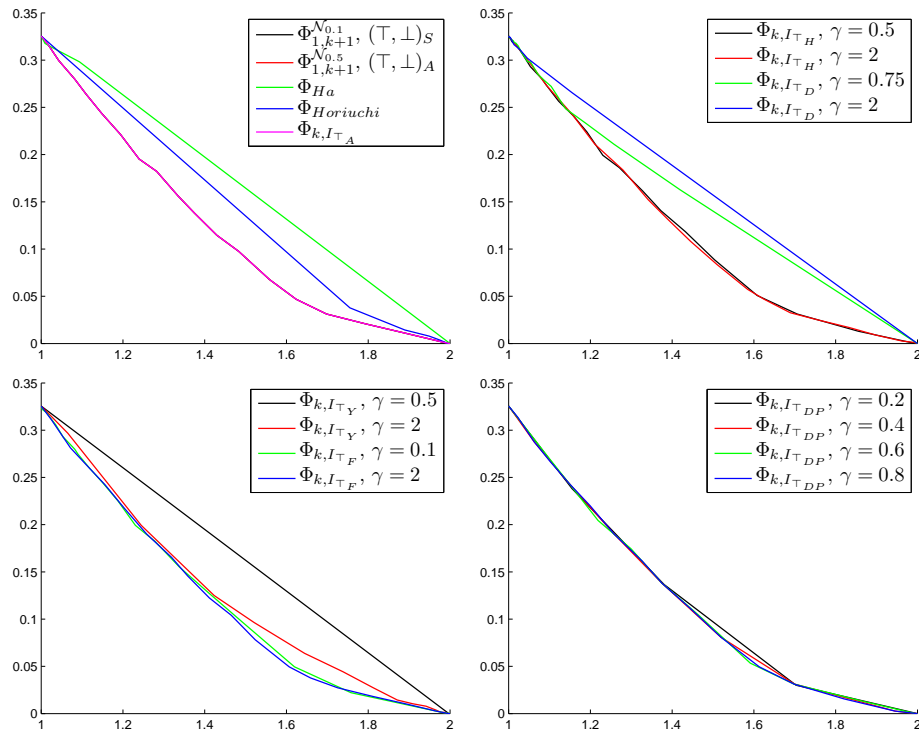 0.35
0.3
0.25
0.2
0.15
0.1
0.05
0
1 1.2 1.4 1.6 1.8 2
Φ_{1,k+1}^{𝒩_{0.1}}, (⊤, ⊥)_S
Φ_{1,k+1}^{𝒩_{0.5}}, (⊤, ⊥)_A
Φ_{Ha}
Φ_{Horiuchi}
Φ_{k,I_{⊤_A}}
0.35
0.3
0.25
0.2
0.15
0.1
0.05
0
1 1.2 1.4 1.6 1.8 2
Φ_{k,I_{⊤_H}}, γ = 0.5
Φ_{k,I_{⊤_H}}, γ = 2
Φ_{k,I_{⊤_D}}, γ = 0.75
Φ_{k,I_{⊤_D}}, γ = 2
0.35
0.3
0.25
0.2
0.15
0.1
0.05
0
1 1.2 1.4 1.6 1.8 2
Φ_{k,I_{⊤_Y}}, γ = 0.5
Φ_{k,I_{⊤_Y}}, γ = 2
Φ_{k,I_{⊤_F}}, γ = 0.1
Φ_{k,I_{⊤_F}}, γ = 2
0.35
0.3
0.25
0.2
0.15
0.1
0.05
0
1 1.2 1.4 1.6 1.8 2
Φ_{k,I_{⊤_{DP}}}, γ = 0.2
Φ_{k,I_{⊤_{DP}}}, γ = 0.4
Φ_{k,I_{⊤_{DP}}}, γ = 0.6
Φ_{k,I_{⊤_{DP}}}, γ = 0.8